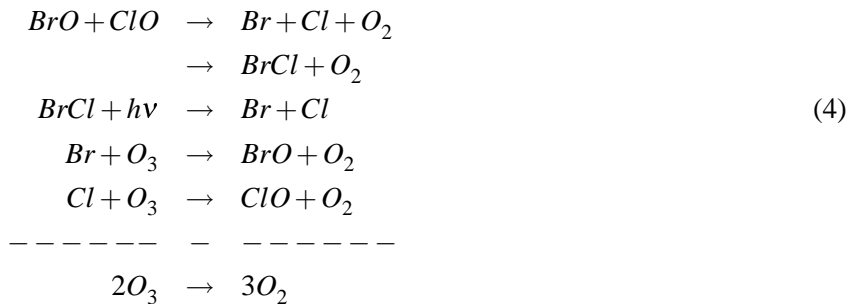 BrO + ClO → Br + Cl + O₂
→ BrCl + O₂
BrCl + hν → Br + Cl (4)
Br + O₃ → BrO + O₂
Cl + O₃ → ClO + O₂
− − − − − − − − − − − − −
2O₃ → 3O₂